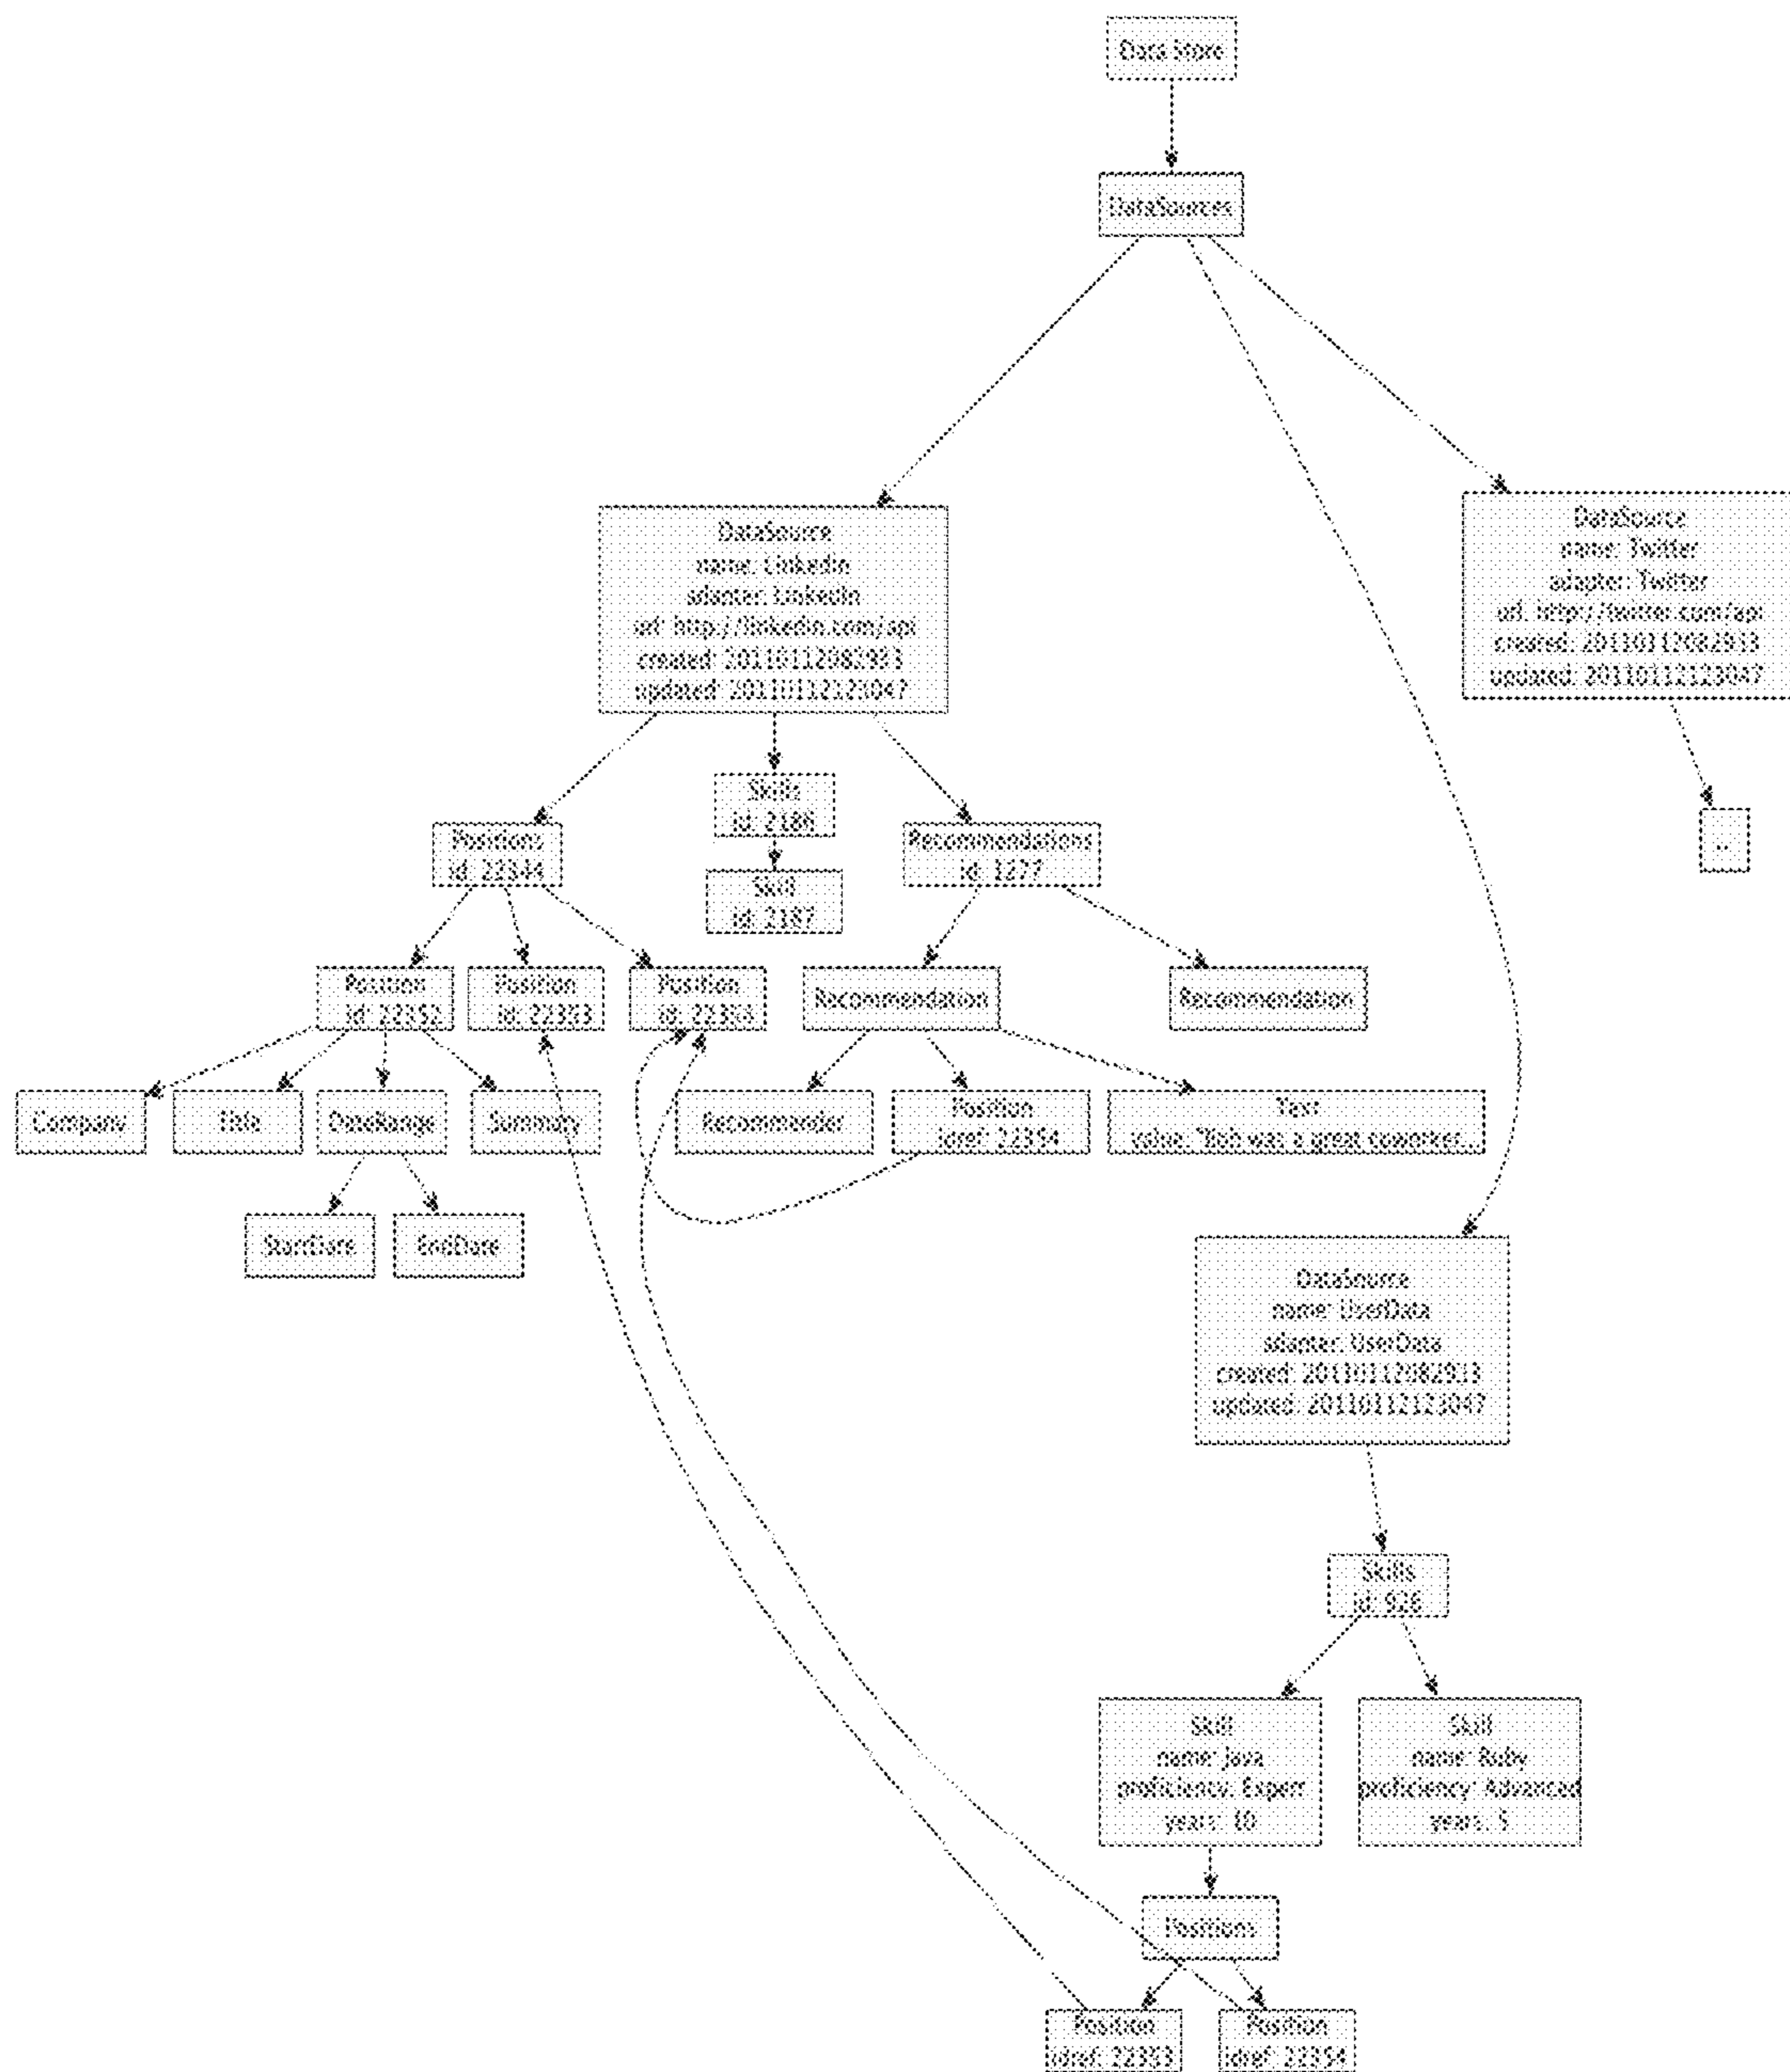 Data Store
DataSources
DataSource
name: LinkedIn
adapter: LinkedIn
url: http://linkedin.com/api
created: 20110112082933
updated: 20110112123047
DataSource
name: Twitter
adapter: Twitter
url: http://twitter.com/api
created: 20110112082933
updated: 20110112123047
..
Positions
id: 22344
Skills
id: 2186
Skill
id: 2187
Recommendations
id: 1277
Position
id: 22352
Position
id: 22353
Position
id: 22354
Recommendation
Recommendation
Company
Title
DateRange
Summary
Recommender
Position
idref: 22354
Text
value: "Bob was a great coworker.
StartDate
EndDate
DataSource
name: UserData
adapter: UserData
created: 20110112082933
updated: 20110112123047
Skills
id: 926
Skill
name: Java
proficiency: Expert
years: 10
Skill
name: Ruby
proficiency: Advanced
years: 5
Positions
Position
idref: 22353
Position
idref: 22354